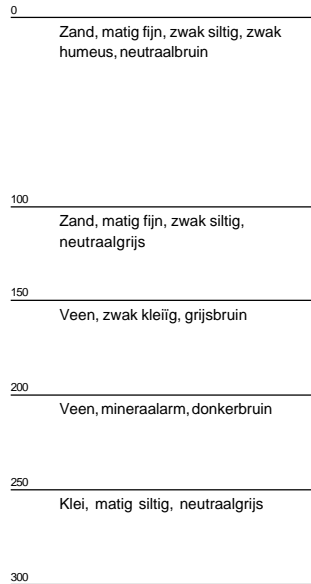 0
Zand, matig fijn, zwak siltig, zwak
humeus, neutraalbruin
100
Zand, matig fijn, zwak siltig,
neutraalgrijs
150
Veen, zwak kleiïg, grijsbruin
200
Veen, mineraalarm, donkerbruin
250
Klei, matig siltig, neutraalgrijs
300